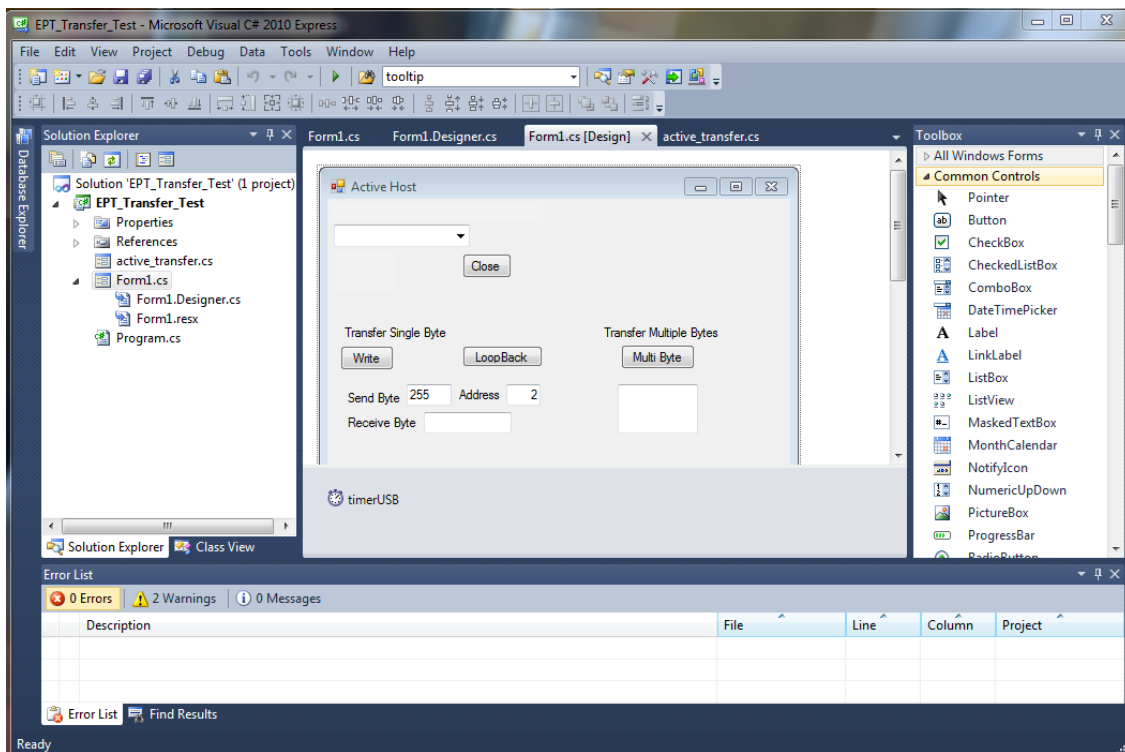 EPT_Transfer_Test - Microsoft Visual C# 2010 Express
File Edit View Project Debug Data Tools Window Help
tooltip
Database Explorer
Solution Explorer
Solution 'EPT_Transfer_Test' (1 project)
EPT_Transfer_Test
Properties
References
active_transfer.cs
Form1.cs
Form1.Designer.cs
Form1.resx
Program.cs
Solution Explorer Class View
Form1.cs Form1.Designer.cs Form1.cs [Design] active_transfer.cs
Active Host
Close
Transfer Single Byte Transfer Multiple Bytes
Write LoopBack Multi Byte
Send Byte 255 Address 2
Receive Byte
timerUSB
Toolbox
All Windows Forms
Common Controls
Pointer
Button
CheckBox
CheckedListBox
ComboBox
DateTimePicker
Label
LinkLabel
ListBox
ListView
MaskedTextBox
MonthCalendar
NotifyIcon
NumericUpDown
PictureBox
ProgressBar
RadioButton
Error List
0 Errors 2 Warnings 0 Messages
Description File Line Column Project
Error List Find Results
Ready